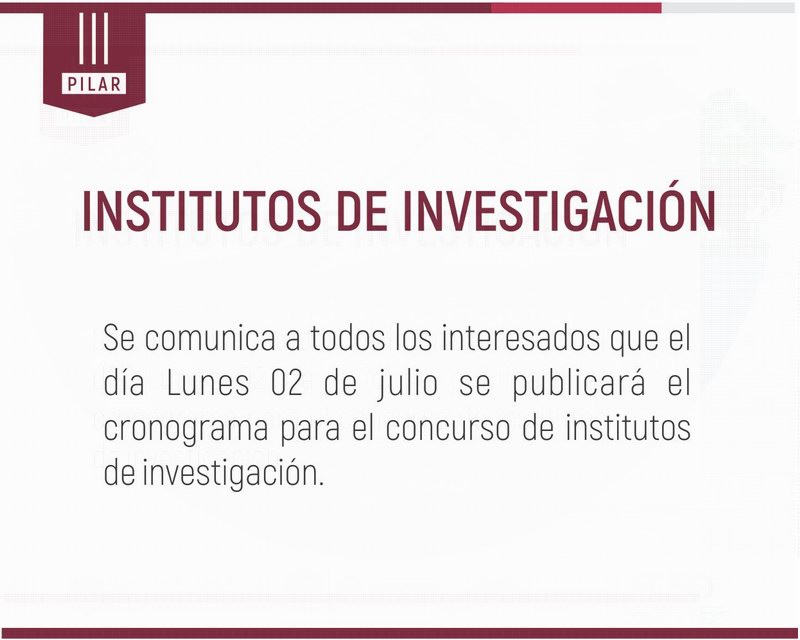 PILAR
INSTITUTOS DE INVESTIGACIÓN
Se comunica a todos los interesados que el
día Lunes 02 de julio se publicará el
cronograma para el concurso de institutos
de investigación.